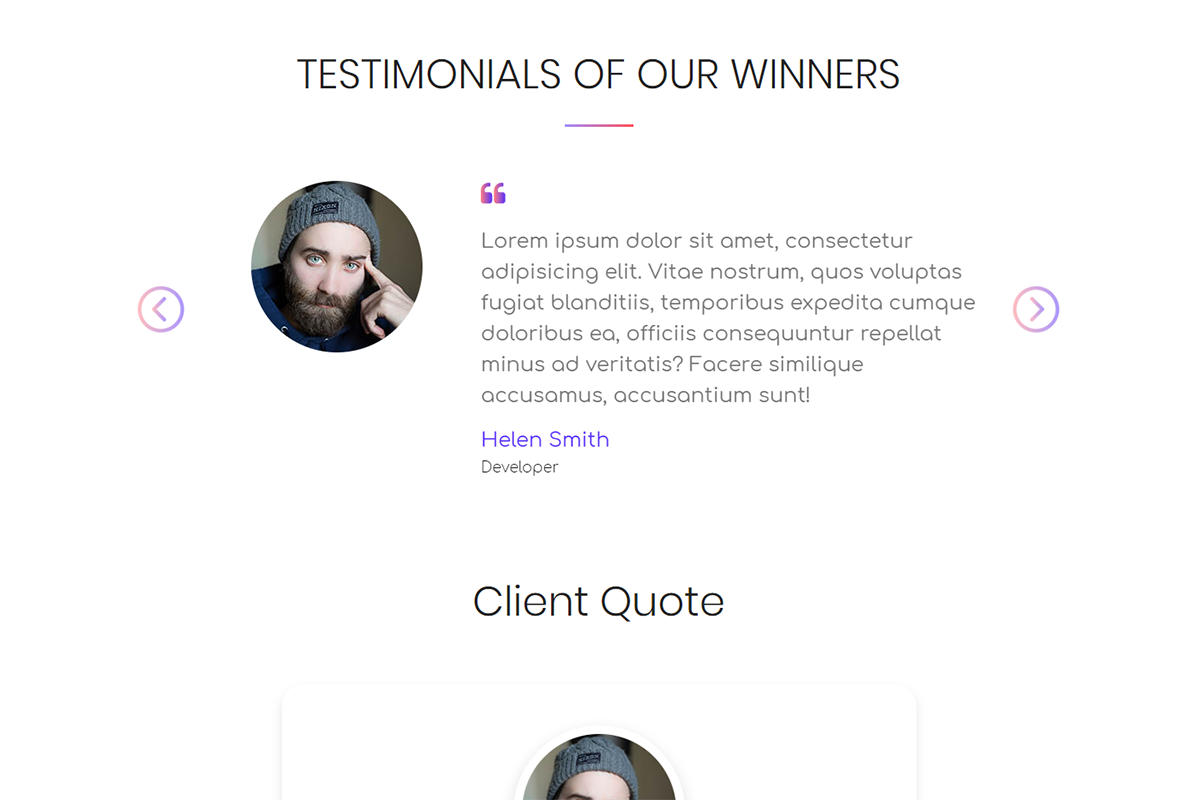 TESTIMONIALS OF OUR WINNERS
NIXON
Lorem ipsum dolor sit amet, consectetur
adipisicing elit. Vitae nostrum, quos voluptas
fugiat blanditiis, temporibus expedita cumque
doloribus ea, officiis consequuntur repellat
minus ad veritatis? Facere similique
accusamus, accusantium sunt!
Helen Smith
Developer
Client Quote
NIXON